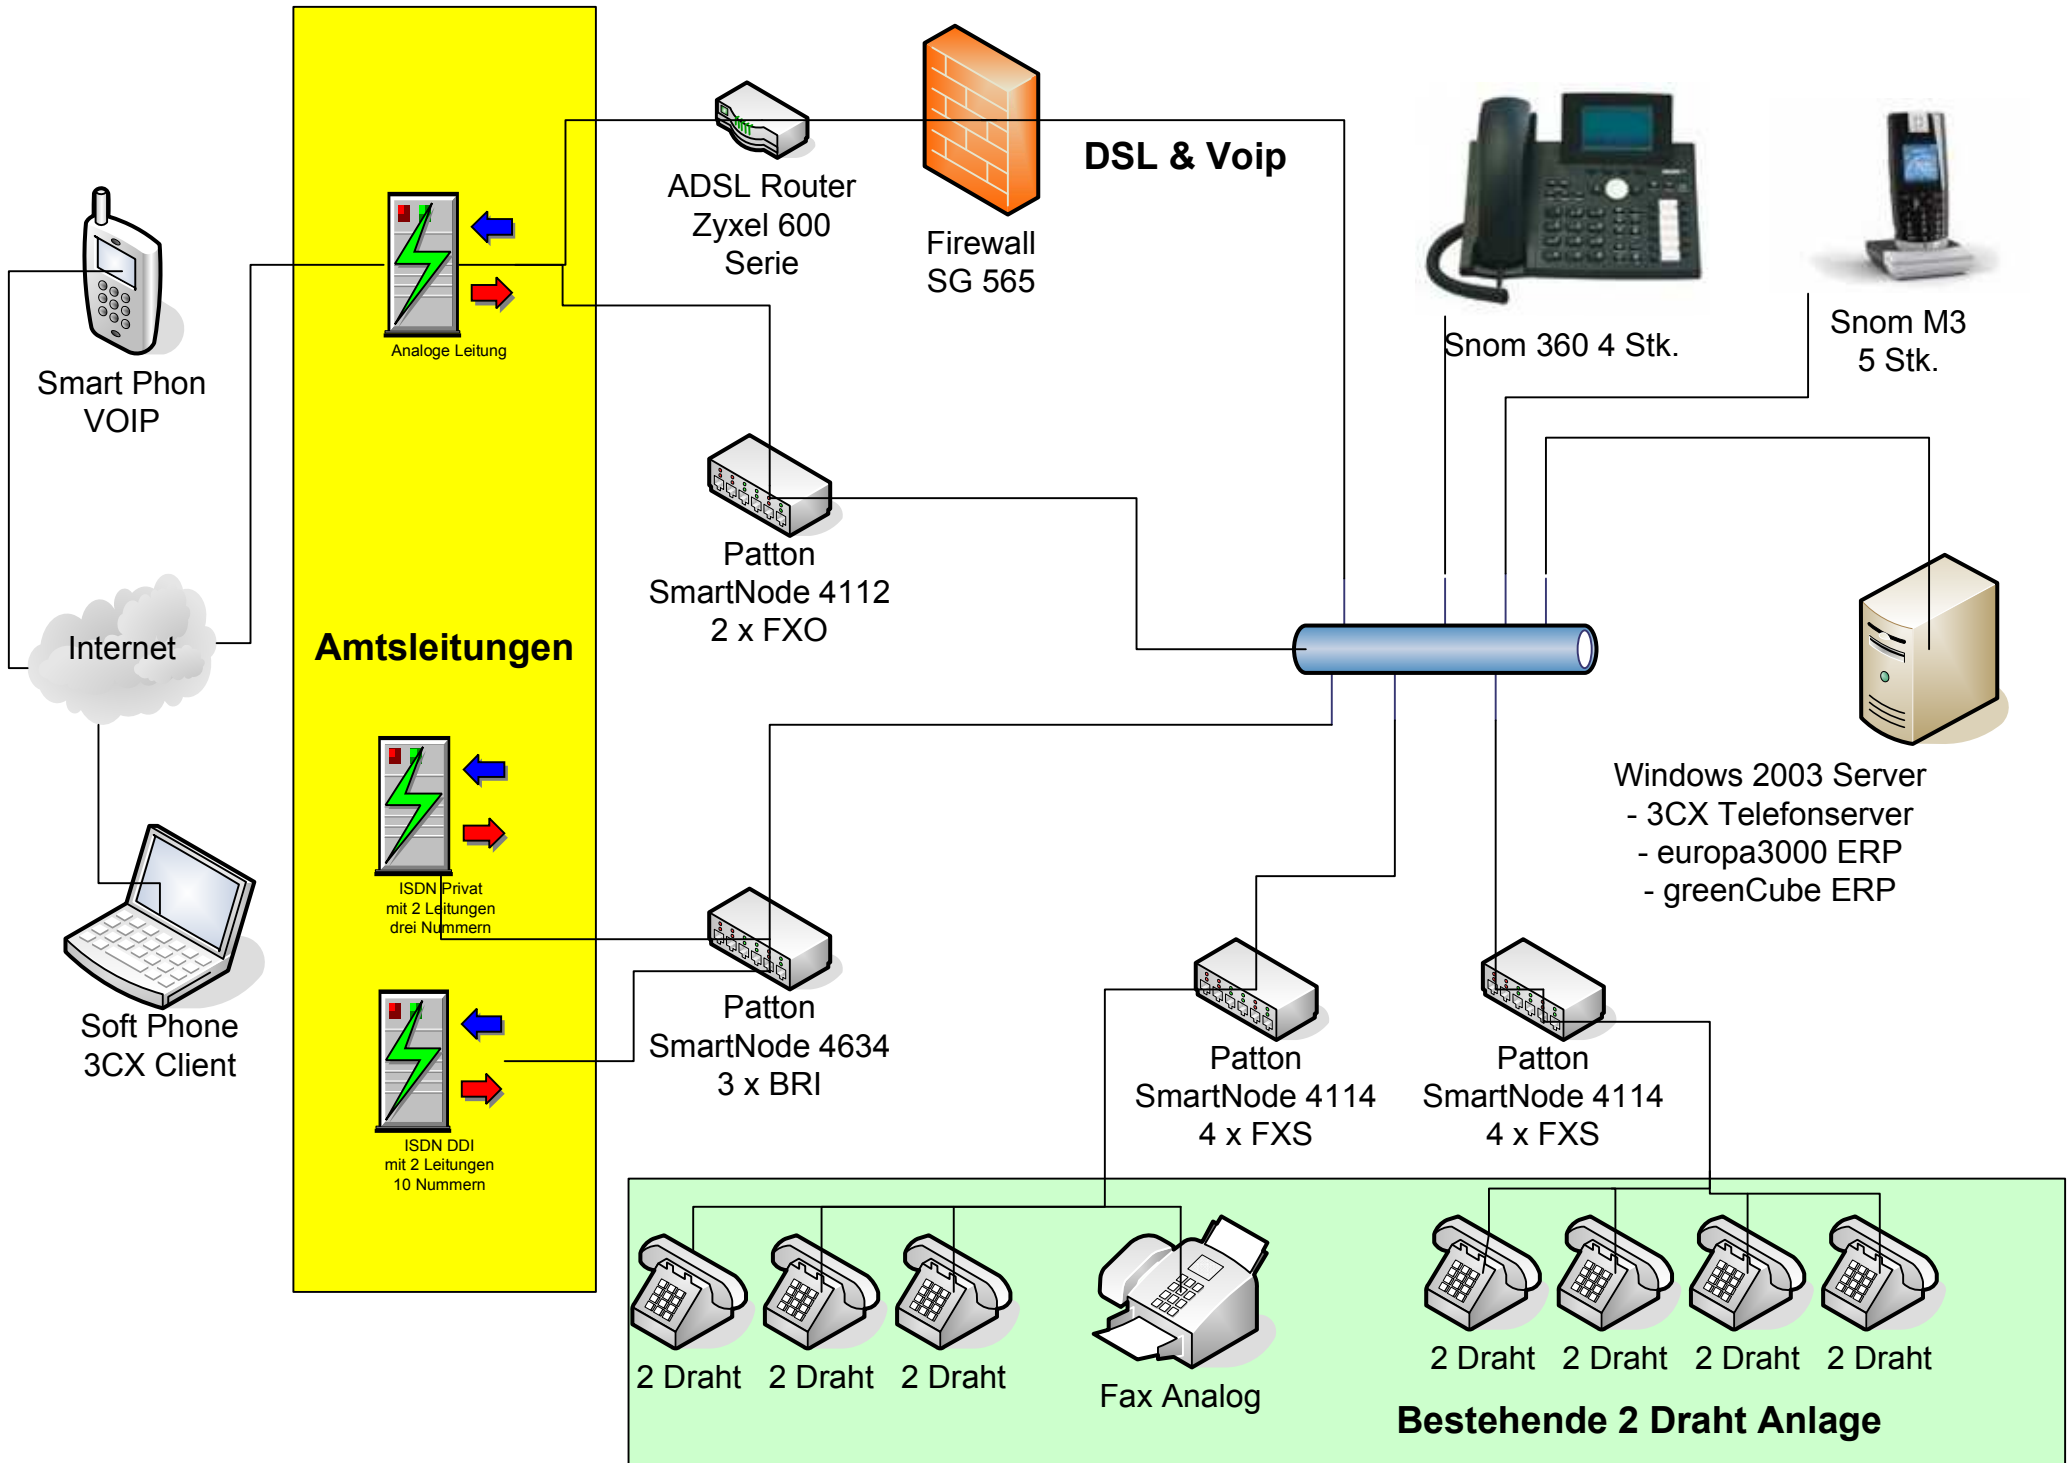 DSL & Voip
ADSL Router
Zyxel 600
Serie
Firewall
SG 565
Snom 360 4 Stk.
Snom M3
5 Stk.
Analoge Leitung
Smart Phon
VOIP
Patton
SmartNode 4112
2 x FXO
Internet
Amtsleitungen
Windows 2003 Server
- 3CX Telefonserver
- europa3000 ERP
- greenCube ERP
ISDN Privat
mit 2 Leitungen
drei Nummern
Soft Phone
3CX Client
Patton
SmartNode 4634
3 x BRI
Patton
SmartNode 4114
4 x FXS
Patton
SmartNode 4114
4 x FXS
ISDN DDI
mit 2 Leitungen
10 Nummern
2 Draht
2 Draht
2 Draht
Fax Analog
2 Draht
2 Draht
2 Draht
2 Draht
Bestehende 2 Draht Anlage